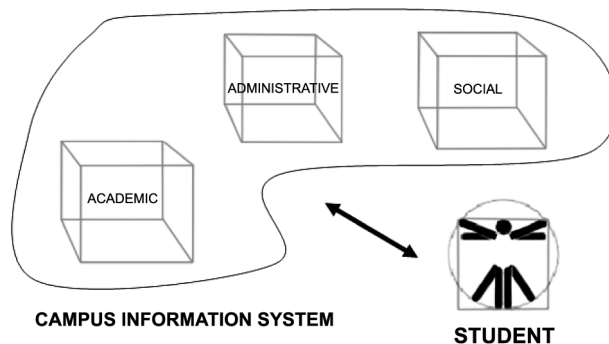 ADMINISTRATIVE
SOCIAL
ACADEMIC
CAMPUS INFORMATION SYSTEM
STUDENT